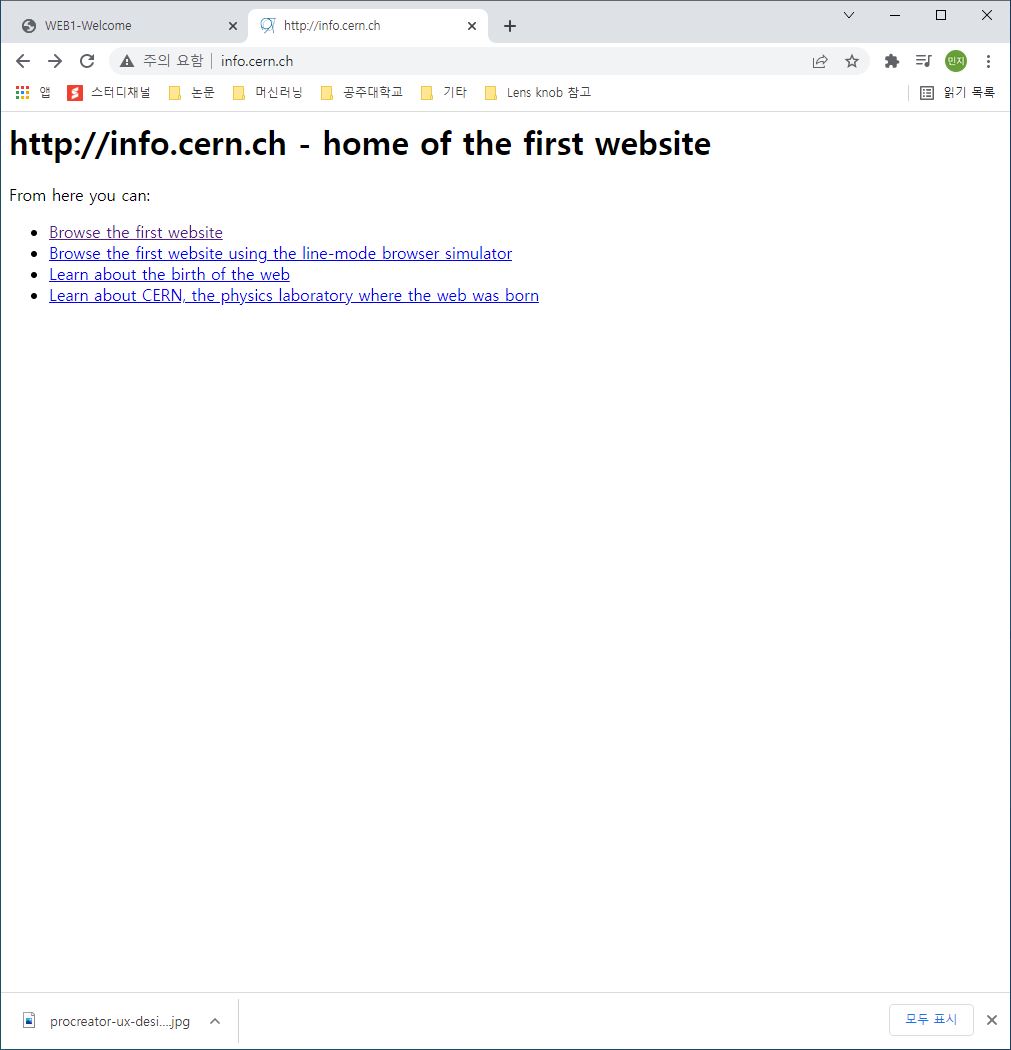 WEB1-Welcome
http://info.cern.ch
주의 요함 | info.cern.ch
민지
앱 스터디채널 논문 머신러닝 공주대학교 기타 Lens knob 참고 읽기 목록
http://info.cern.ch - home of the first website
From here you can:
Browse the first website
Browse the first website using the line-mode browser simulator
Learn about the birth of the web
Learn about CERN, the physics laboratory where the web was born
procreator-ux-desi....jpg 모두 표시